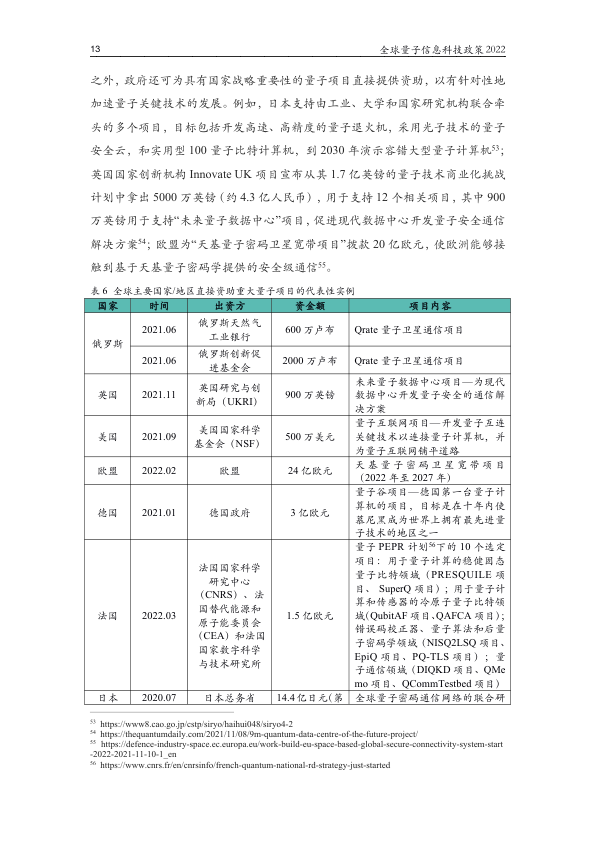 13 全球量子信息科技政策 2022
之外，政府还可为具有国家战略重要性的量子项目直接提供资助，以有针对性地
加速量子关键技术的发展。例如，日本支持由工业、大学和国家研究机构联合牵
头的多个项目，目标包括开发高速、高精度的量子退火机，采用光子技术的量子
安全云，和实用型 100 量子比特计算机，到 2030 年演示容错大型量子计算机53；
英国国家创新机构 Innovate UK 项目宣布从其 1.7 亿英镑的量子技术商业化挑战
计划中拿出 5000 万英镑（约 4.3 亿人民币），用于支持 12 个相关项目，其中 900
万英镑用于支持“未来量子数据中心”项目，促进现代数据中心开发量子安全通信
解决方案54；欧盟为“天基量子密码卫星宽带项目”拨款 20 亿欧元，使欧洲能够接
触到基于天基量子密码学提供的安全级通信55。
表 6 全球主要国家/地区直接资助重大量子项目的代表性实例
国家 时间 出资方 资金额 项目内容
俄罗斯
2021.06
俄罗斯天然气
工业银行
600 万卢布
Qrate 量子卫星通信项目
2021.06
俄罗斯创新促
进基金会
2000 万卢布
Qrate 量子卫星通信项目
英国
2021.11
英国研究与创
新局（UKRI）
900 万英镑
未来量子数据中心项目—为现代
数据中心开发量子安全的通信解
决方案
美国
2021.09
美国国家科学
基金会（NSF）
500 万美元
量子互联网项目—开发量子互连
关键技术以连接量子计算机，并
为量子互联网铺平道路
欧盟
2022.02
欧盟
24 亿欧元
天基量子密码卫星宽带项目
（2022 年至 2027 年）
德国
2021.01
德国政府
3 亿欧元
量子谷项目—德国第一台量子计
算机的项目，目标是在十年内使
慕尼黑成为世界上拥有最先进量
子技术的地区之一
法国
2022.03
法国国家科学
研究中心
（CNRS）、法
国替代能源和
原子能委员会
（CEA）和法国
国家数字科学
与技术研究所
1.5 亿欧元
量子 PEPR 计划56下的 10 个选定
项目：用于量子计算的稳健固态
量子比特领域（PRESQUILE 项
目、 SuperQ 项目）；用于量子计
算和传感器的冷原子量子比特领
域(QubitAF 项目、QAFCA 项目)；
错误码校正器、量子算法和后量
子密码学领域（NISQ2LSQ 项目、
EpiQ 项目、PQ-TLS 项目）；量
子通信领域（DIQKD 项目、QMe
mo 项目、QCommTestbed 项目）
日本
2020.07
日本总务省
14.4 亿日元（第
全球量子密码通信网络的联合研
53 https://www8.cao.go.jp/cstp/siryo/haihui048/siryo4-2
54 https://thequantumdaily.com/2021/11/08/9m-quantum-data-centre-of-the-future-project/
55 https://defence-industry-space.ec.europa.eu/work-build-eu-space-based-global-secure-connectivity-system-start
-2022-2021-11-10-1_en
56 https://www.cnrs.fr/en/cnrsinfo/french-quantum-national-rd-strategy-just-started